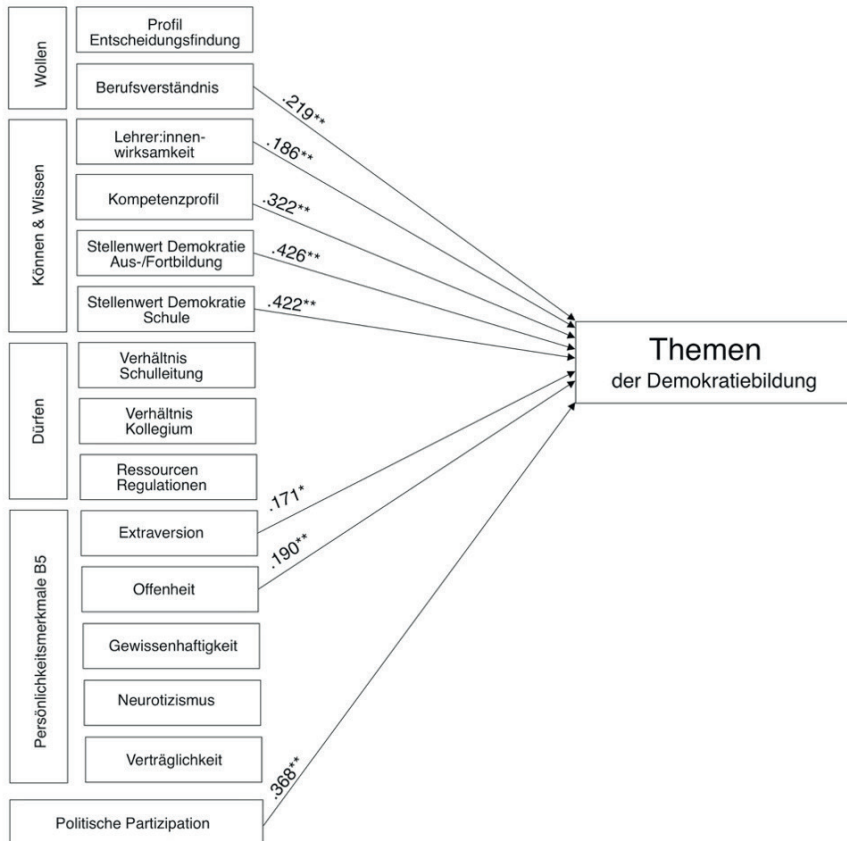 Wollen
Profil
Entscheidungsfindung
Berufsverständnis
.219**
Können & Wissen
Lehrer:innen-
wirksamkeit
.186**
Kompetenzprofil
.322**
Stellenwert Demokratie
Aus-/Fortbildung
.426**
Stellenwert Demokratie
Schule
.422**
Dürfen
Verhältnis
Schulleitung
Verhältnis
Kollegium
Ressourcen
Regulationen
Persönlichkeitsmerkmale B5
Extraversion
.171*
Offenheit
.190**
Gewissenhaftigkeit
Neurotizismus
Verträglichkeit
Politische Partizipation
.368**
Themen
der Demokratiebildung